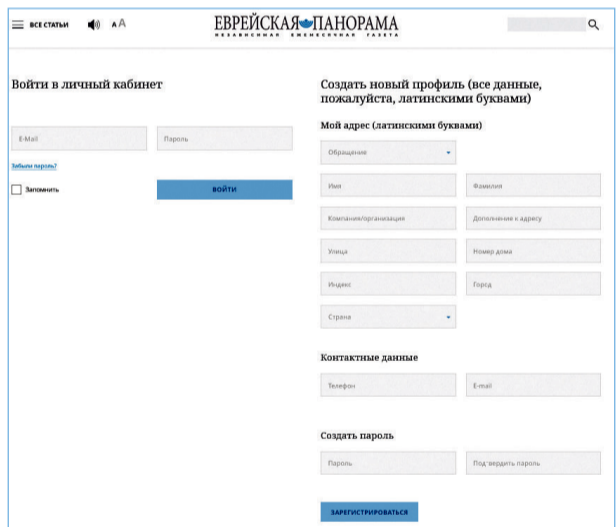 ВСЕ СТАТЬИ
A A
ЕВРЕЙСКАЯ ПАНОРАМА
НЕЗАВИСИМАЯ ЕЖЕМЕСЯЧНАЯ ГАЗЕТА
Войти в личный кабинет
E-Mail
Пароль
Забыли пароль?
Запомнить
ВОЙТИ
Создать новый профиль (все данные,
пожалуйста, латинскими буквами)
Мой адрес (латинскими буквами)
Обращение
Имя
Фамилия
Компания/организация
Дополнение к адресу
Улица
Номер дома
Индекс
Город
Страна
Контактные данные
Телефон
E-mail
Создать пароль
Пароль
Подтвердить пароль
ЗАРЕГИСТРИРОВАТЬСЯ